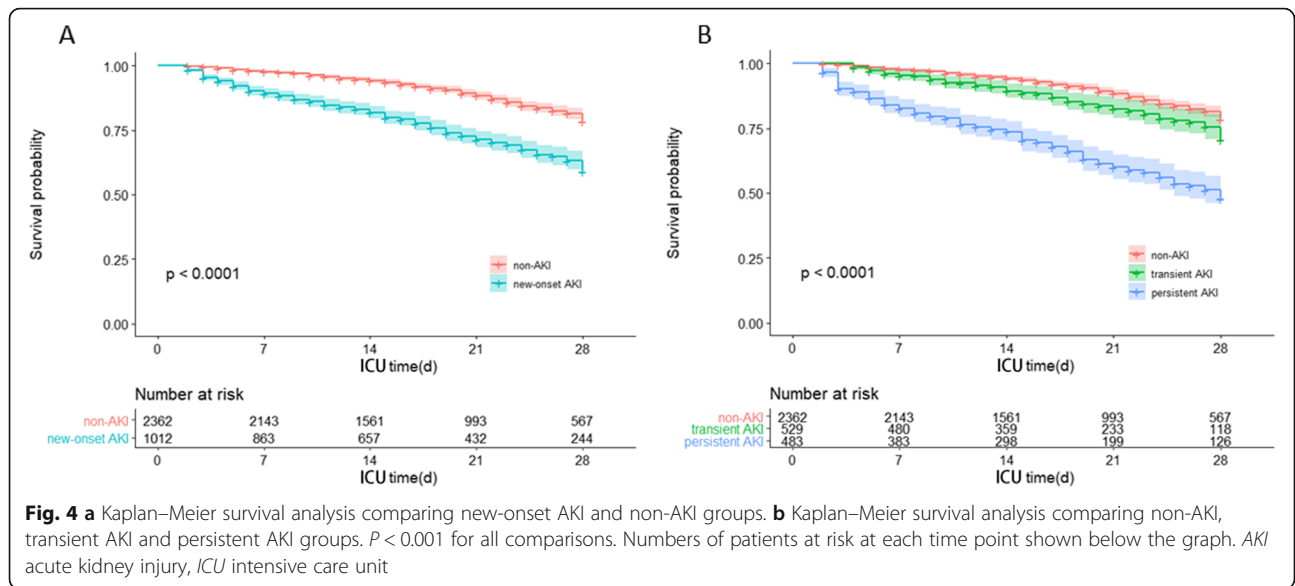 A
1.00
0.75
0.50
0.25
0.00
Survival probability
p < 0.0001
non-AKI
new-onset AKI
0 7 14 21 28
ICU time(d)
Number at risk
non-AKI 2362 2143 1561 993 567
new-onset AKI 1012 863 657 432 244
0 7 14 21 28
ICU time(d)
B
1.00
0.75
0.50
0.25
0.00
Survival probability
p < 0.0001
non-AKI
transient AKI
persistent AKI
0 7 14 21 28
ICU time(d)
Number at risk
non-AKI 2362 2143 1561 993 567
transient AKI 529 480 359 233 118
persistent AKI 483 383 298 199 126
0 7 14 21 28
ICU time(d)
Fig. 4 a Kaplan–Meier survival analysis comparing new-onset AKI and non-AKI groups. b Kaplan–Meier survival analysis comparing non-AKI,
transient AKI and persistent AKI groups. P < 0.001 for all comparisons. Numbers of patients at risk at each time point shown below the graph. AKI
acute kidney injury, ICU intensive care unit